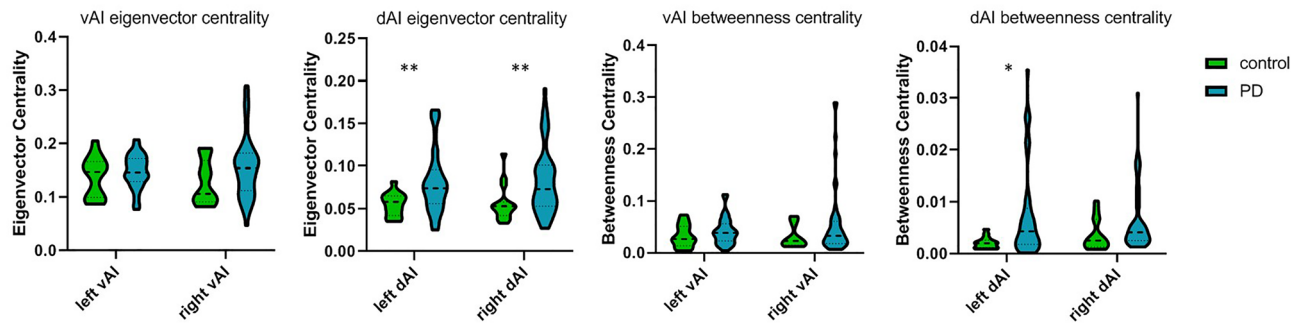 vAI eigenvector centrality
Eigenvector Centrality
0.4
0.3
0.2
0.1
0.0
left vAI
right vAI
dAI eigenvector centrality
Eigenvector Centrality
0.25
0.20
0.15
0.10
0.05
0.00
**
**
left dAI
right dAI
vAI betweenness centrality
Betweenness Centrality
0.4
0.3
0.2
0.1
0.0
left vAI
right vAI
dAI betweenness centrality
Betweenness Centrality
0.04
0.03
0.02
0.01
0.00
*
left dAI
right dAI
control
PD